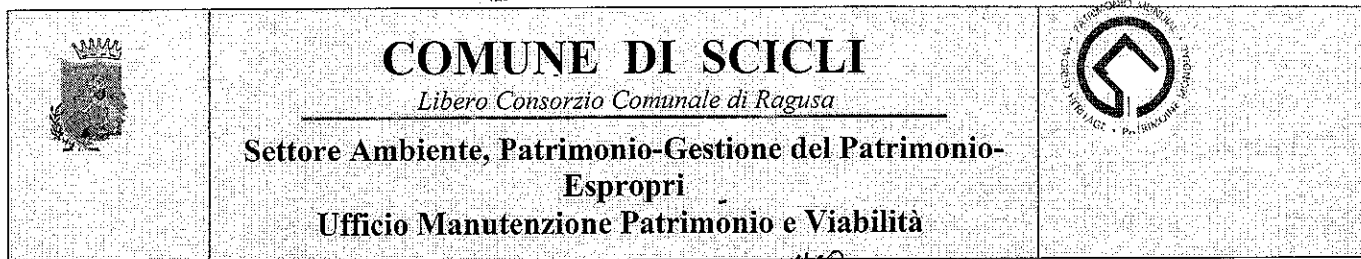 COMUNE DI SCICLI
Libero Consorzio Comunale di Ragusa
Settore Ambiente, Patrimonio-Gestione del Patrimonio-
Espropri
Ufficio Manutenzione Patrimonio e Viabilità